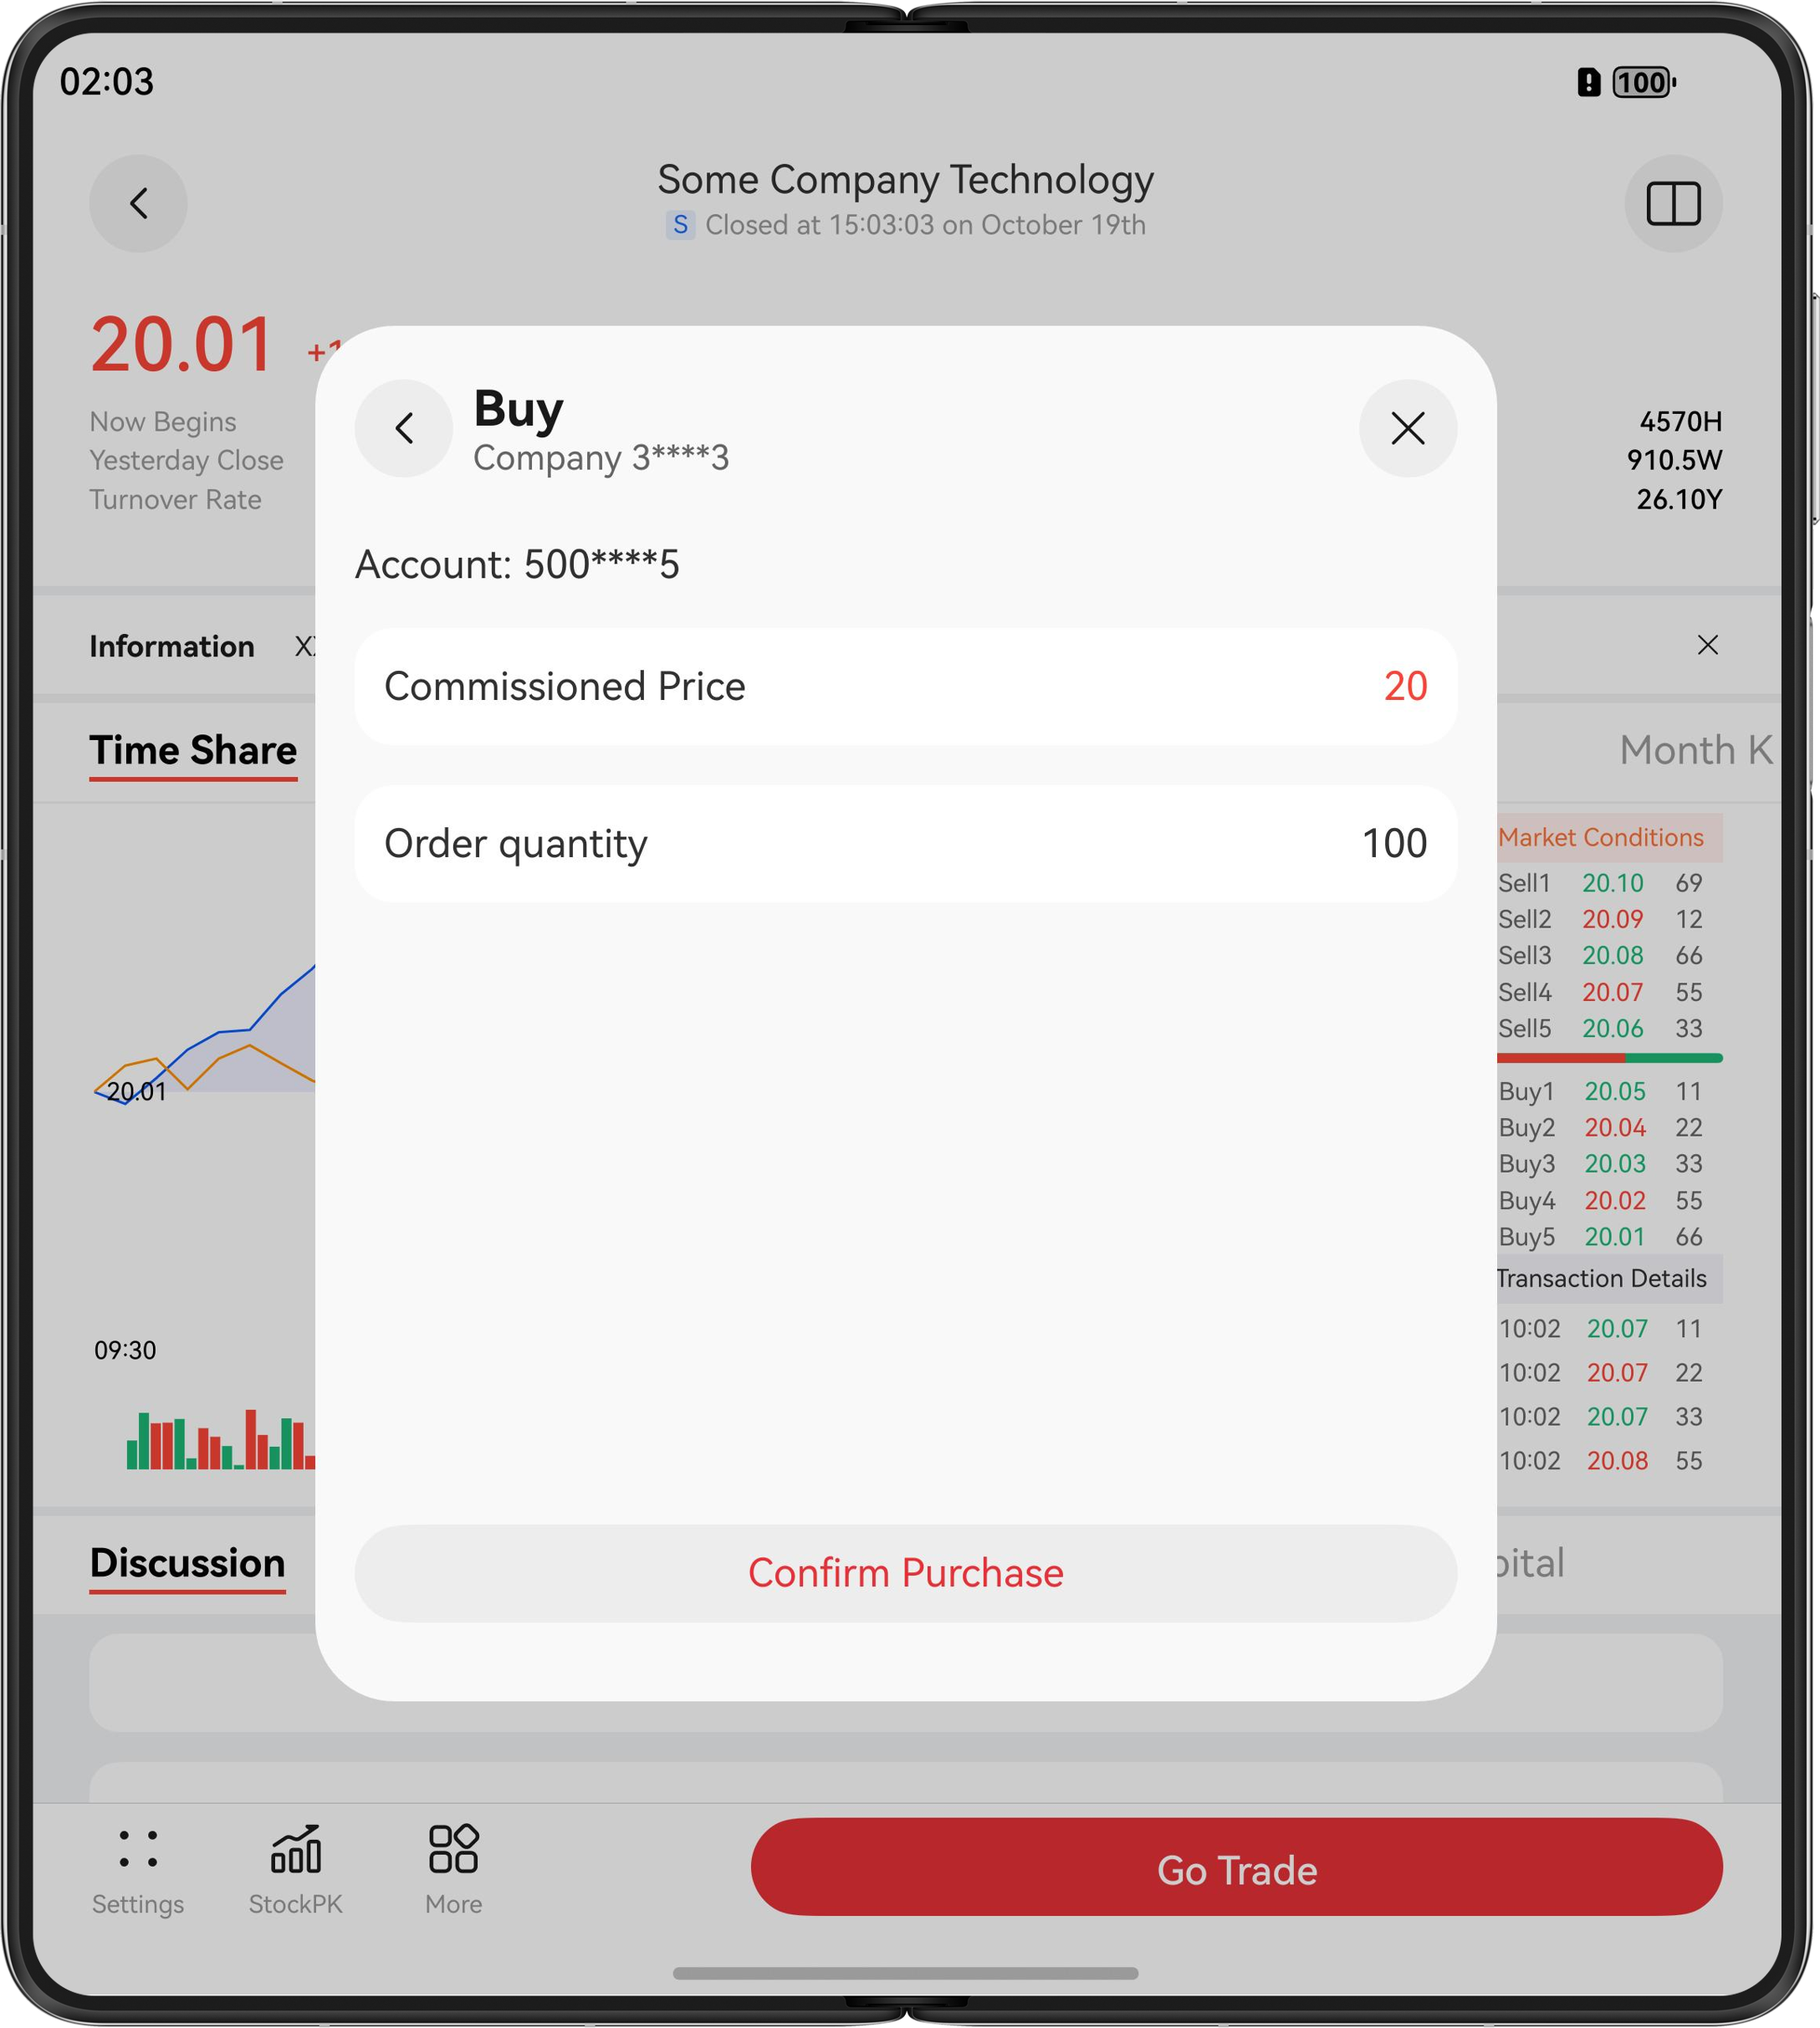 02:03
100
Some Company Technology
S Closed at 15:03:03 on October 19th
20.01
Now Begins
Yesterday Close
Turnover Rate
4570H
910.5W
26.10Y
Buy
Company 3****3
Account: 500****5
Commissioned Price 20
Order quantity 100
Confirm Purchase
Information
Time Share
Month K
20.01
09:30
Market Conditions
Sell1 20.10 69
Sell2 20.09 12
Sell3 20.08 66
Sell4 20.07 55
Sell5 20.06 33
Buy1 20.05 11
Buy2 20.04 22
Buy3 20.03 33
Buy4 20.02 55
Buy5 20.01 66
Transaction Details
10:02 20.07 11
10:02 20.07 22
10:02 20.07 33
10:02 20.08 55
Discussion
Settings
StockPK
More
Go Trade